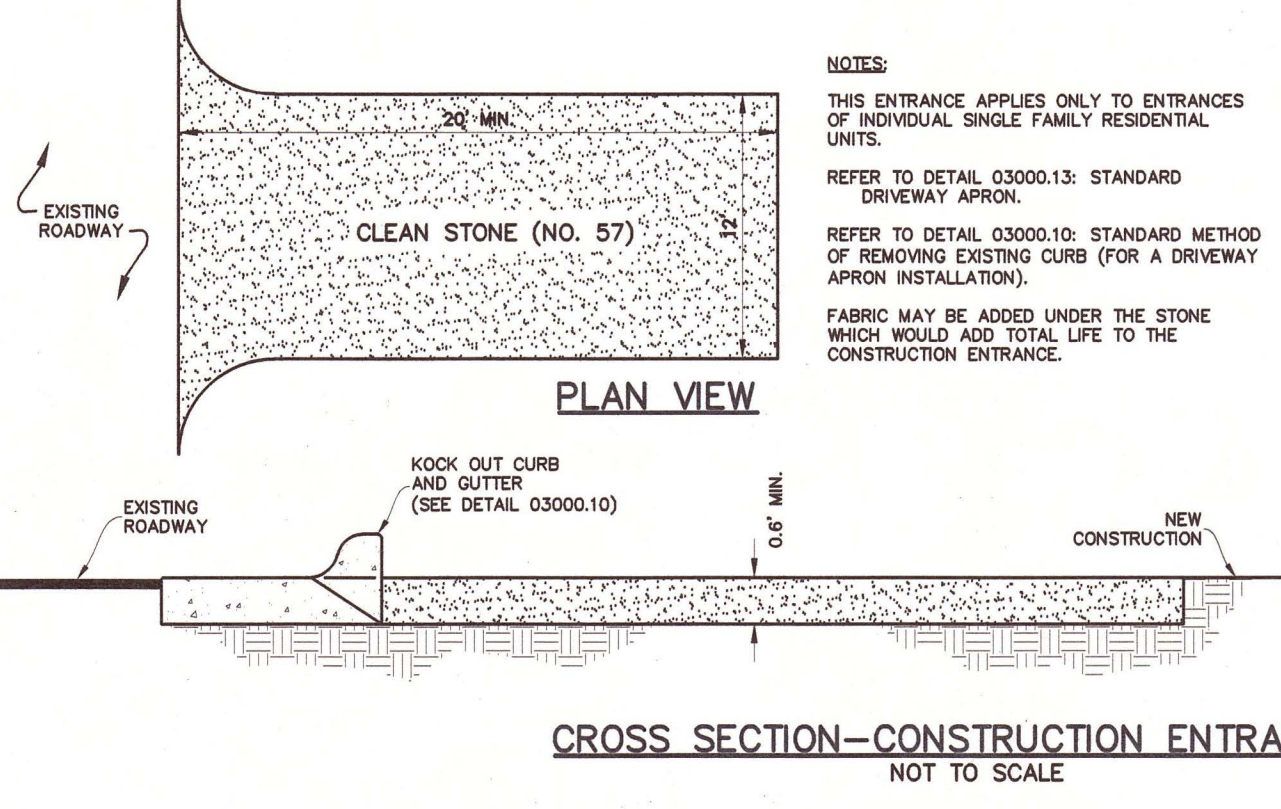 NOTES:
THIS ENTRANCE APPLIES ONLY TO ENTRANCES
OF INDIVIDUAL SINGLE FAMILY RESIDENTIAL
UNITS.
REFER TO DETAIL 03000.13: STANDARD
DRIVEWAY APRON.
REFER TO DETAIL 03000.10: STANDARD METHOD
OF REMOVING EXISTING CURB (FOR A DRIVEWAY
APRON INSTALLATION).
FABRIC MAY BE ADDED UNDER THE STONE
WHICH WOULD ADD TOTAL LIFE TO THE
CONSTRUCTION ENTRANCE.
20' MIN.
EXISTING
ROADWAY
CLEAN STONE (NO. 57)
12'
PLAN VIEW
KOCK OUT CURB
AND GUTTER
(SEE DETAIL 03000.10)
EXISTING
ROADWAY
0.6' MIN.
NEW
CONSTRUCTION
CROSS SECTION-CONSTRUCTION ENTRA
NOT TO SCALE